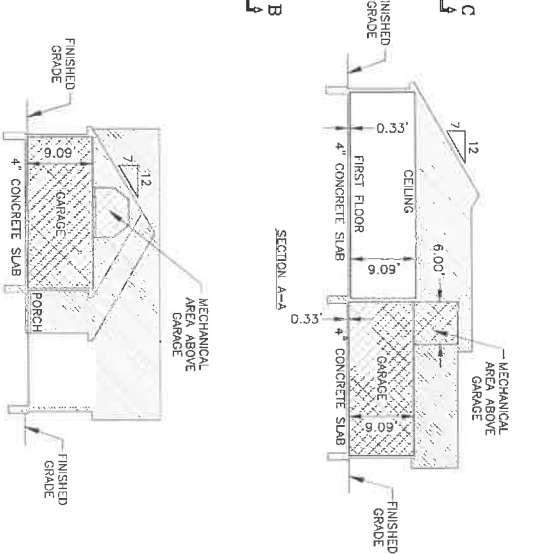 B
C
FINISHED
GRADE
12
7
0.33'
CEILING
FIRST FLOOR
4" CONCRETE SLAB
9.09'
6.00'
MECHANICAL
AREA ABOVE
GARAGE
0.33'
GARAGE
9.09'
4" CONCRETE SLAB
FINISHED
GRADE
SECTION A-A
FINISHED
GRADE
12
7
9.09'
GARAGE
4" CONCRETE SLAB
PORCH
MECHANICAL
AREA ABOVE
GARAGE
FINISHED
GRADE